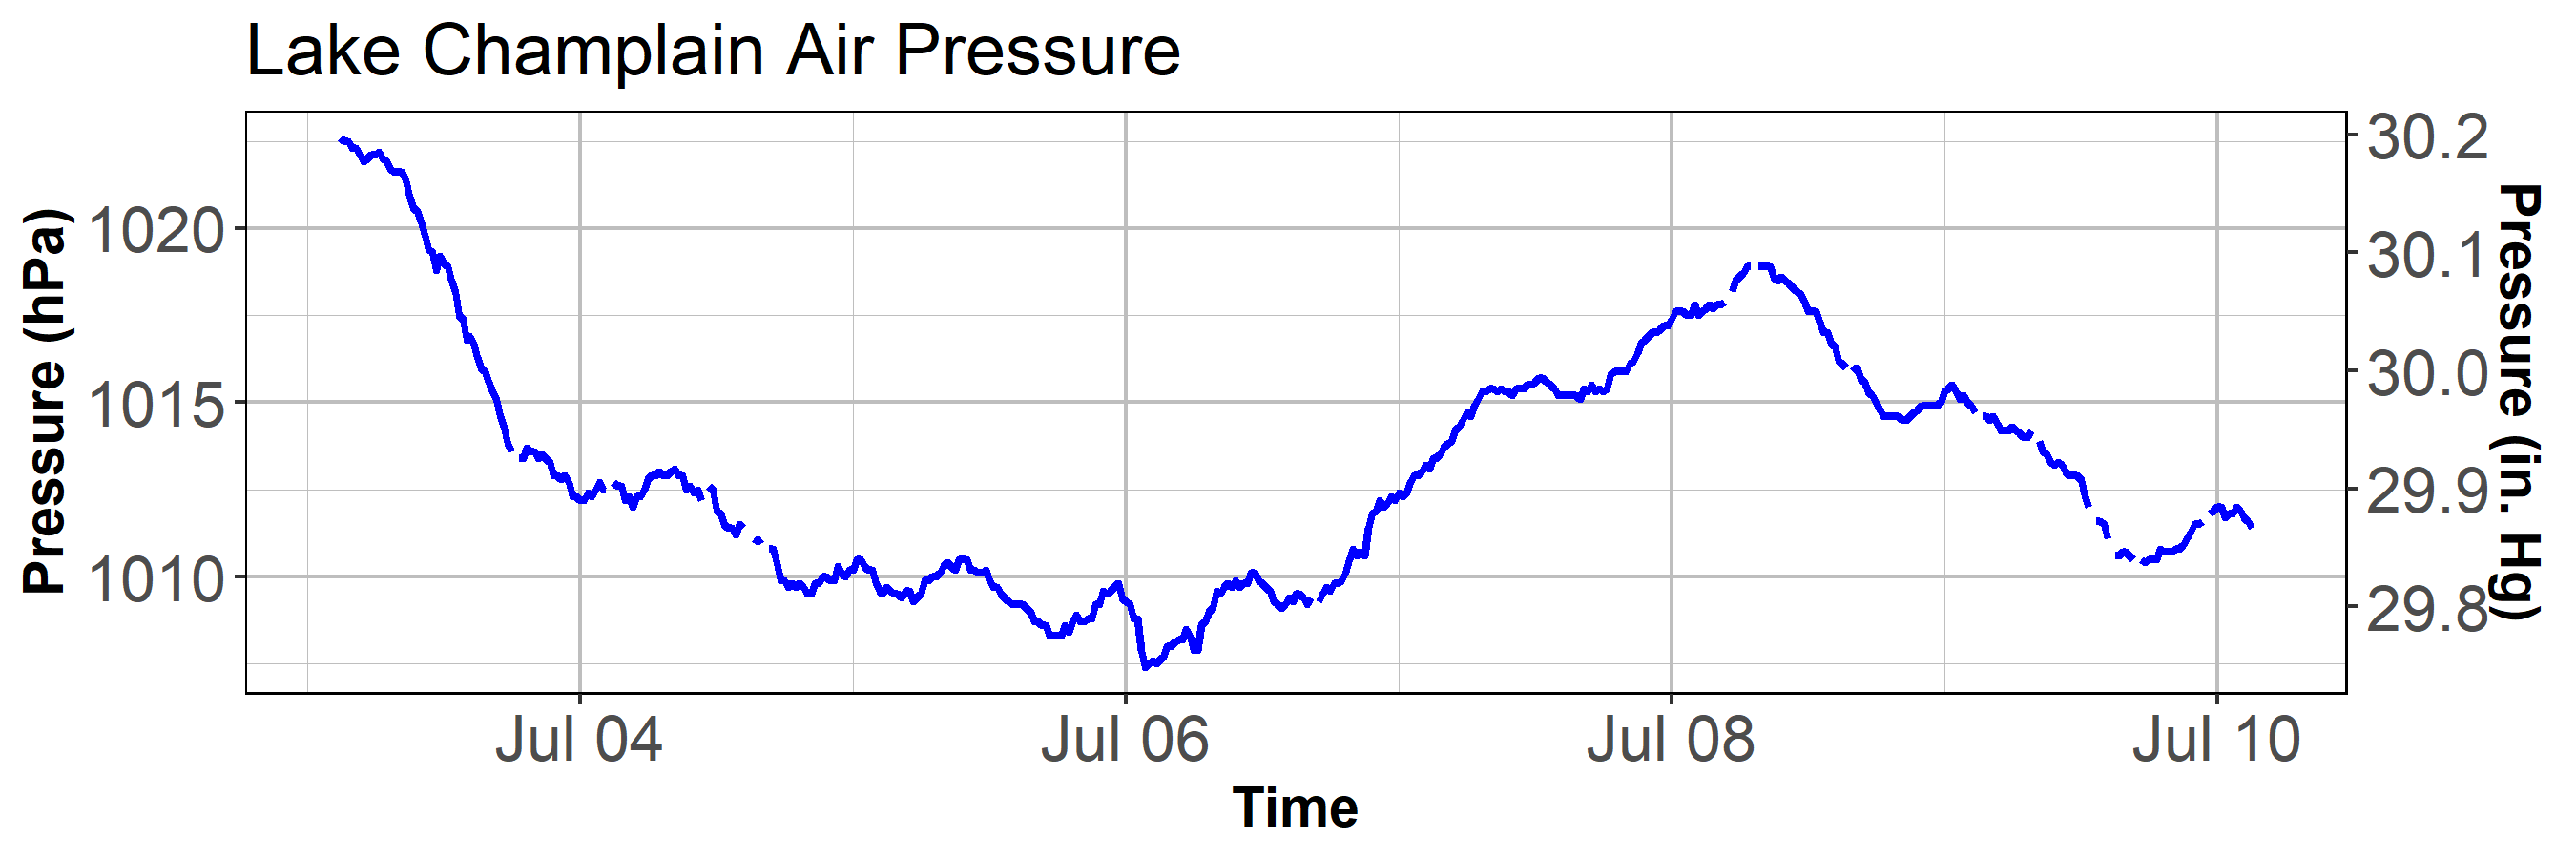 Lake Champlain Air Pressure
Pressure (hPa)
1020
1015
1010
30.2
30.1
30.0
29.9
29.8
Pressure (in. Hg)
Jul 04 Jul 06 Jul 08 Jul 10
Time